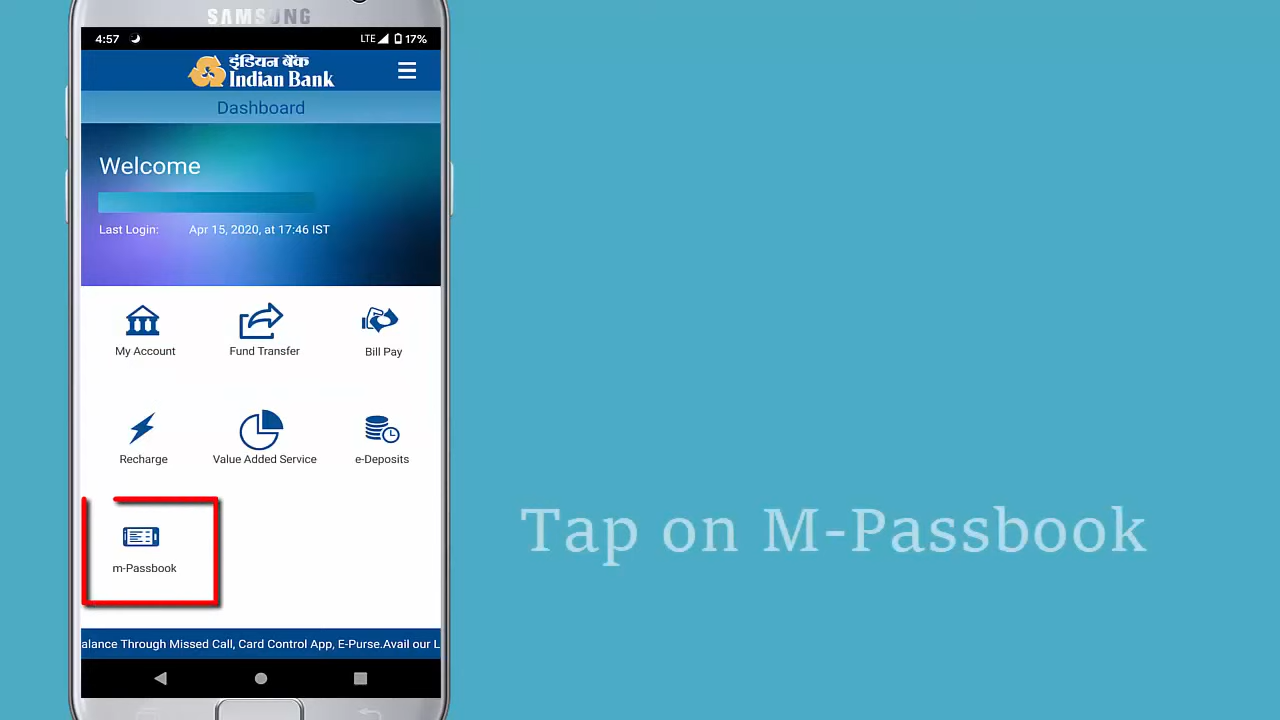 SAMSUNG
4:57
LTE 17%
इंडियन बैंक
Indian Bank
Dashboard
Welcome
Last Login: Apr 15, 2020, at 17:46 IST
My Account Fund Transfer Bill Pay
Recharge Value Added Service e-Deposits
Tap on M-Passbook
m-Passbook
alance Through Missed Call, Card Control App, E-Purse.Avail our L